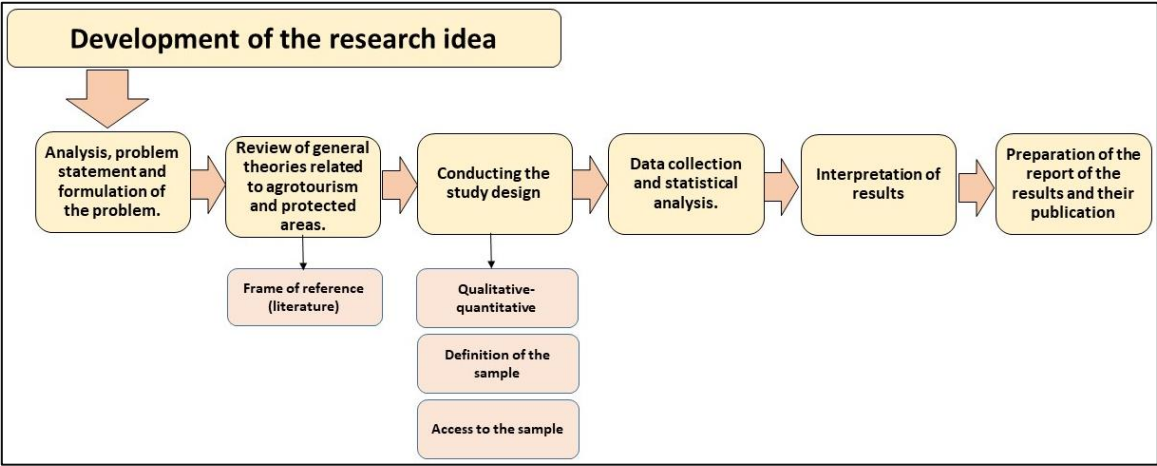 Development of the research idea
Analysis, problem
statement and
formulation of
the problem.
Review of general
theories related
to agrotourism
and protected
areas.
Conducting the
study design
Data collection
and statistical
analysis.
Interpretation of
results
Preparation of the
report of the
results and their
publication
Frame of reference
(literature)
Qualitative-
quantitative
Definition of the
sample
Access to the sample